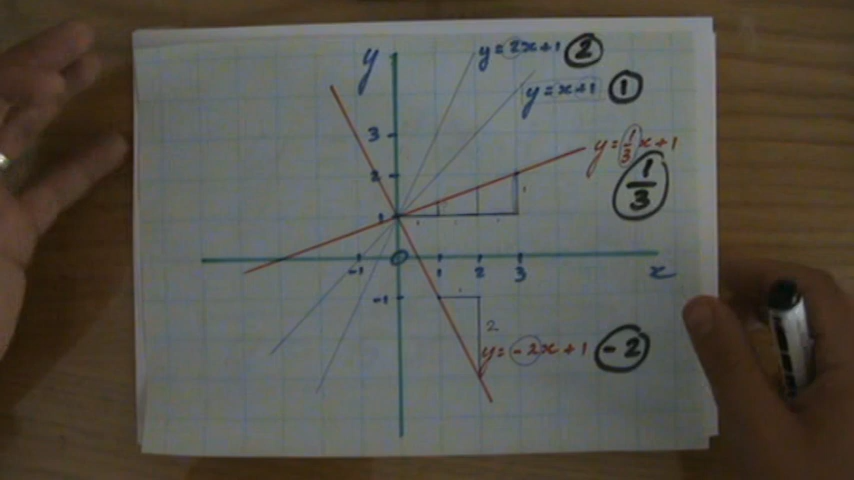 y
y=2x+1 2
y=x+1 1
3
y=1/3x+1
1/3
2
1
-1 0 1 2 3 x
-1
2
y=-2x+1 -2